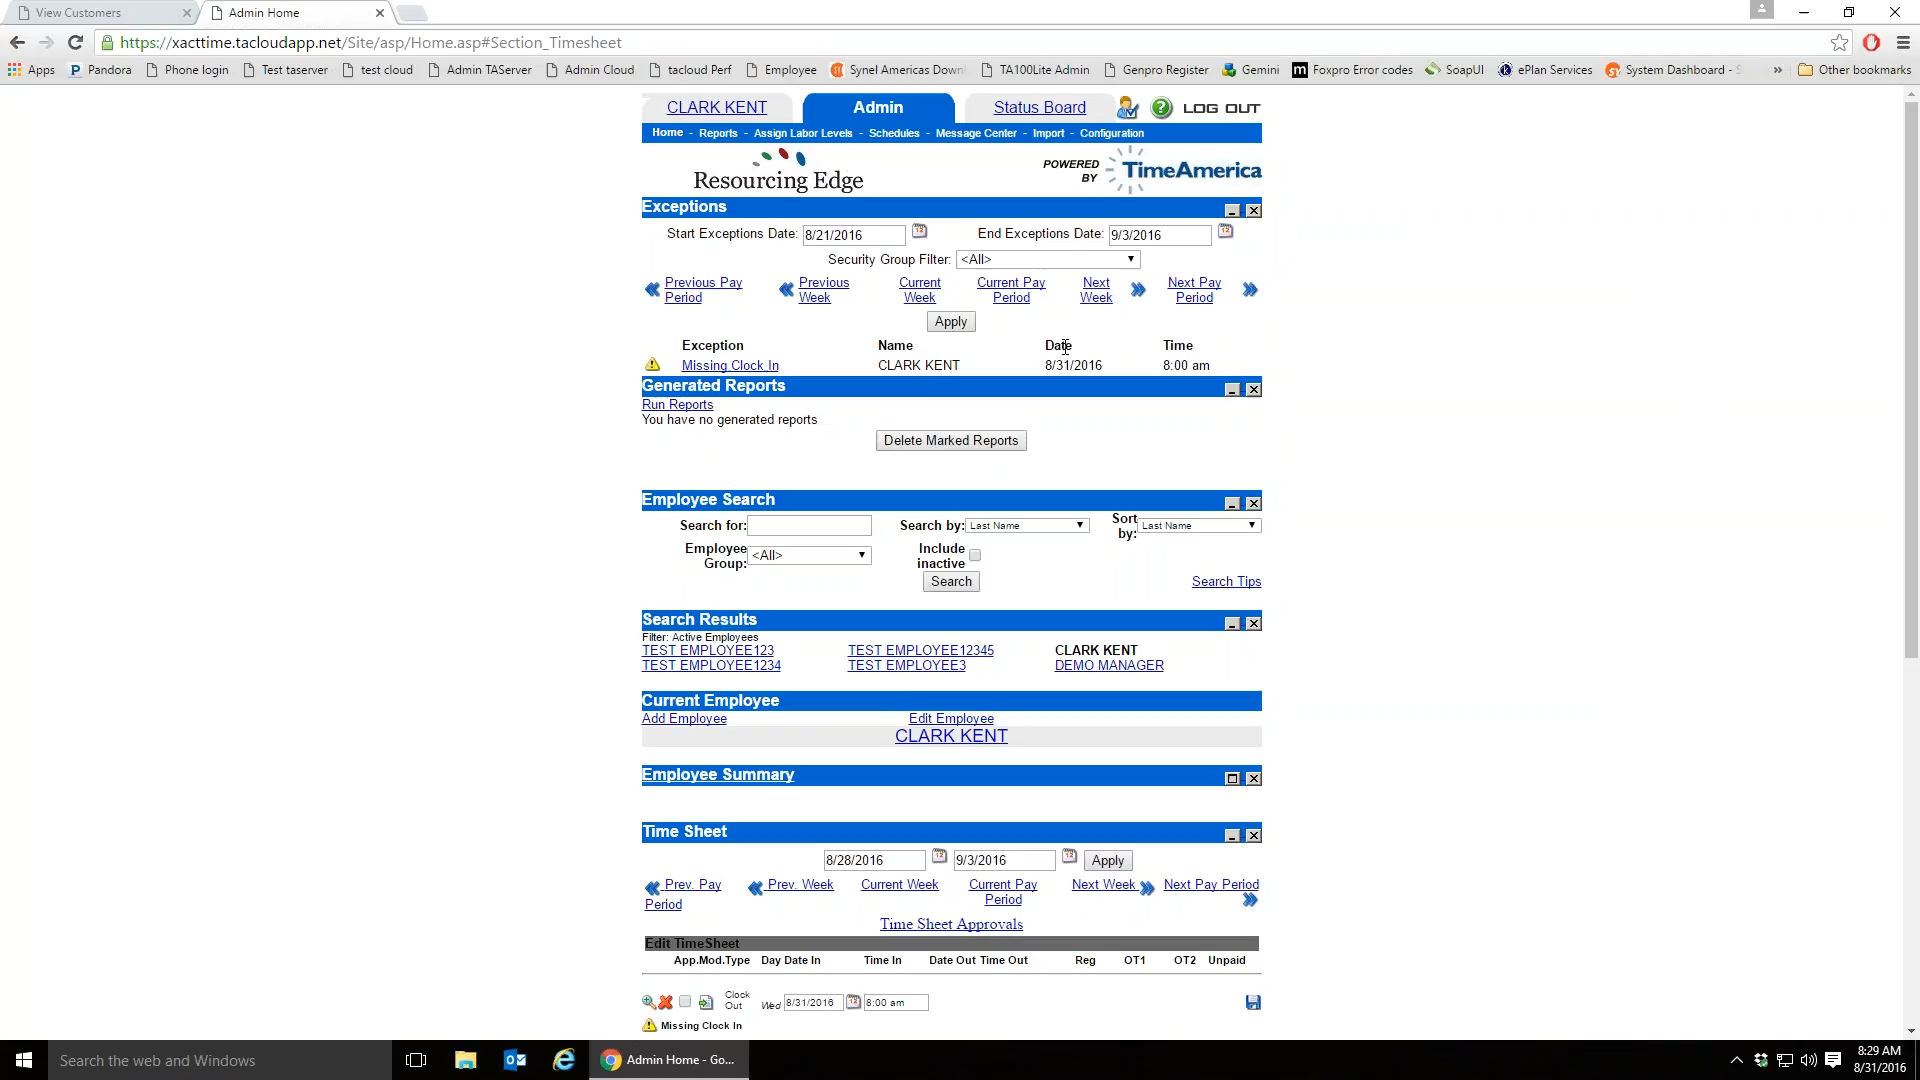 View Customers
Admin Home
https://xacttime.tacloudapp.net/Site/asp/Home.asp#Section_Timesheet
Apps Pandora Phone login Test taserver test cloud Admin TAServer Admin Cloud tacloud Perf Employee Synel Americas Down TA100Lite Admin Genpro Register Gemini Foxpro Error codes SoapUI ePlan Services System Dashboard - » Other bookmarks
CLARK KENT Admin Status Board LOG OUT
Home - Reports - Assign Labor Levels - Schedules - Message Center - Import - Configuration
Resourcing Edge
POWERED BY TimeAmerica
Exceptions
Start Exceptions Date: 8/21/2016 End Exceptions Date: 9/3/2016
Security Group Filter: <All>
Previous Pay Period Previous Week Current Week Current Pay Period Next Week Next Pay Period
Apply
Exception Name Date Time
Missing Clock In CLARK KENT 8/31/2016 8:00 am
Generated Reports
Run Reports
You have no generated reports
Delete Marked Reports
Employee Search
Search for: Search by: Last Name Sort by: Last Name
Employee Group: <All> Include inactive
Search Search Tips
Search Results
Filter: Active Employees
TEST EMPLOYEE123 TEST EMPLOYEE12345 CLARK KENT
TEST EMPLOYEE1234 TEST EMPLOYEE3 DEMO MANAGER
Current Employee
Add Employee Edit Employee
CLARK KENT
Employee Summary
Time Sheet
8/28/2016 9/3/2016 Apply
Prev. Pay Period Prev. Week Current Week Current Pay Period Next Week Next Pay Period
Time Sheet Approvals
Edit TimeSheet
App.Mod.Type Day Date In Time In Date Out Time Out Reg OT1 OT2 Unpaid
Clock Out Wed 8/31/2016 8:00 am
Missing Clock In
Search the web and Windows
Admin Home - Go...
8:29 AM
8/31/2016